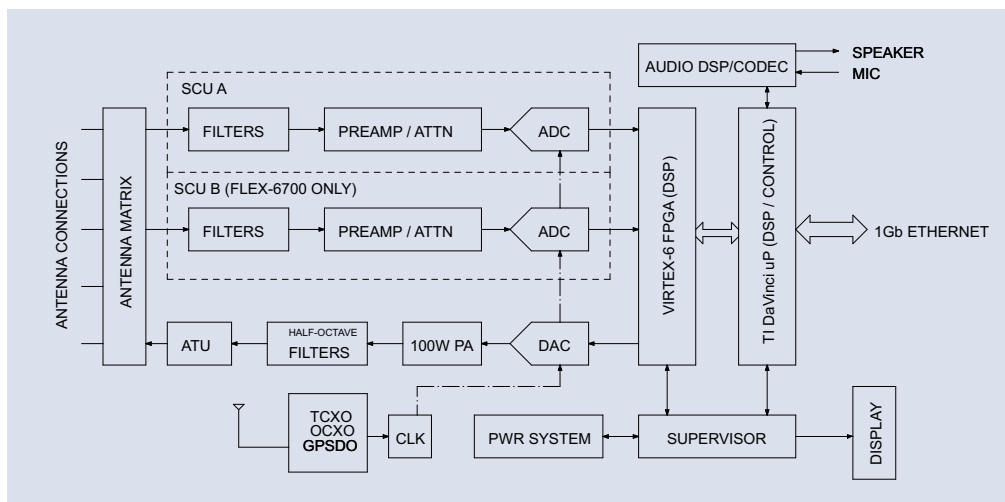 AUDIO DSP/CODEC
SPEAKER
MIC
SCU A
FILTERS
PREAMP / ATTN
ADC
SCU B (FLEX-6700 ONLY)
FILTERS
PREAMP / ATTN
ADC
ANTENNA CONNECTIONS
ANTENNA MATRIX
VIRTEX-6 FPGA (DSP)
TI DaVinci uP (DSP / CONTROL)
1Gb ETHERNET
ATU
HALF-OCTAVE
FILTERS
100W PA
DAC
TCXO
OCXO
GPSDO
CLK
PWR SYSTEM
SUPERVISOR
DISPLAY